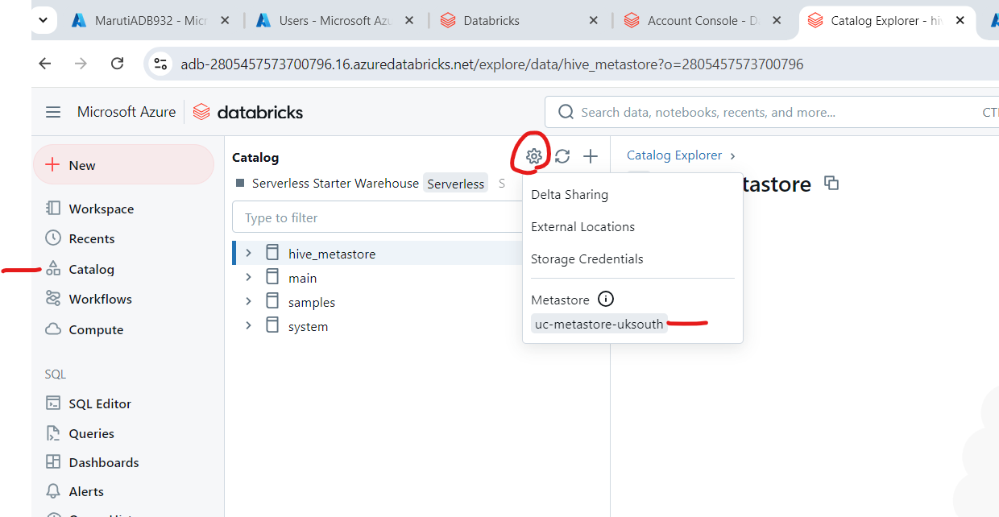 MarutiADB932 - Micr
Users - Microsoft Azu
Databricks
Account Console - D
Catalog Explorer - hiv
adb-2805457573700796.16.azuredatabricks.net/explore/data/hive_metastore?o=2805457573700796
Microsoft Azure
databricks
Search data, notebooks, recents, and more...
CTI
New
Workspace
Recents
Catalog
Workflows
Compute
SQL
SQL Editor
Queries
Dashboards
Alerts
Catalog
Serverless Starter Warehouse Serverless S
Type to filter
hive_metastore
main
samples
system
Delta Sharing
External Locations
Storage Credentials
Metastore
uc-metastore-uksouth
Catalog Explorer >
tastore